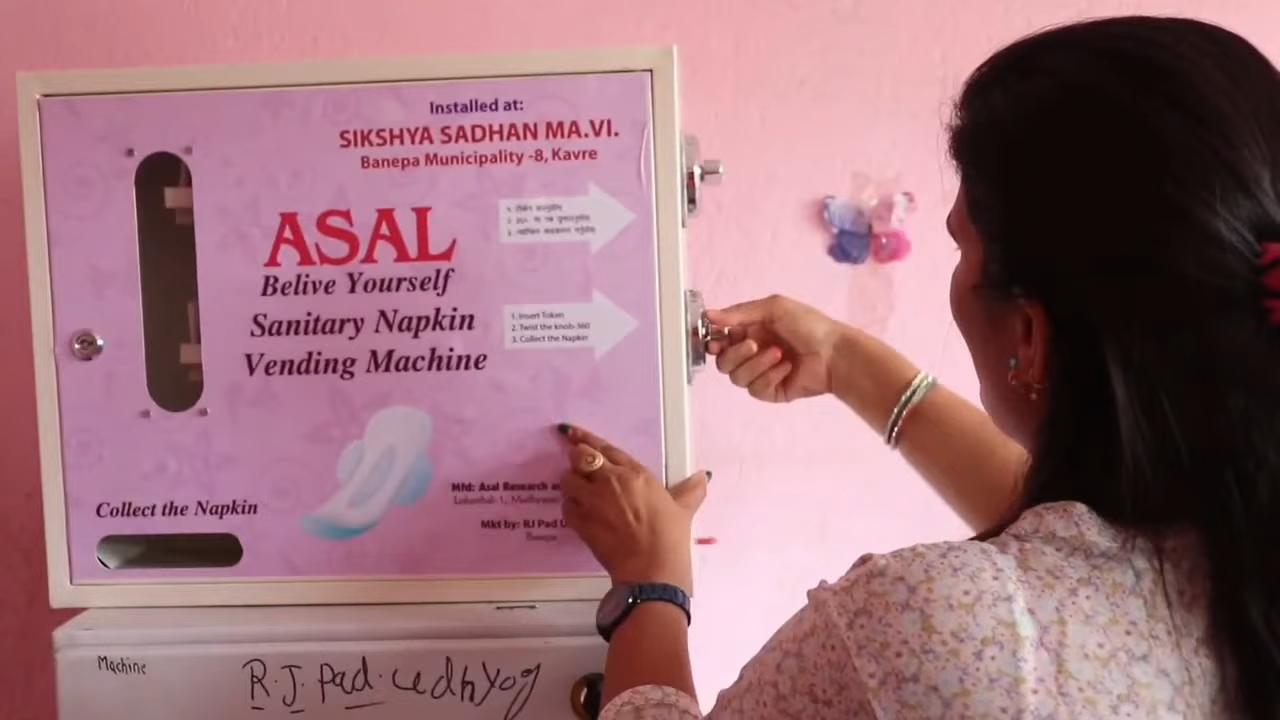 Installed at:
SIKSHYA SADHAN MA.VI.
Banepa Municipality -8, Kavre
ASAL
Belive Yourself
Sanitary Napkin
Vending Machine
1. Insert Token
2. Twist the knob-360
3. Collect the Napkin
Collect the Napkin
Mfd: Asal Research
Mkt by: RJ Pad
Machine
R.J. Pad. udhyog